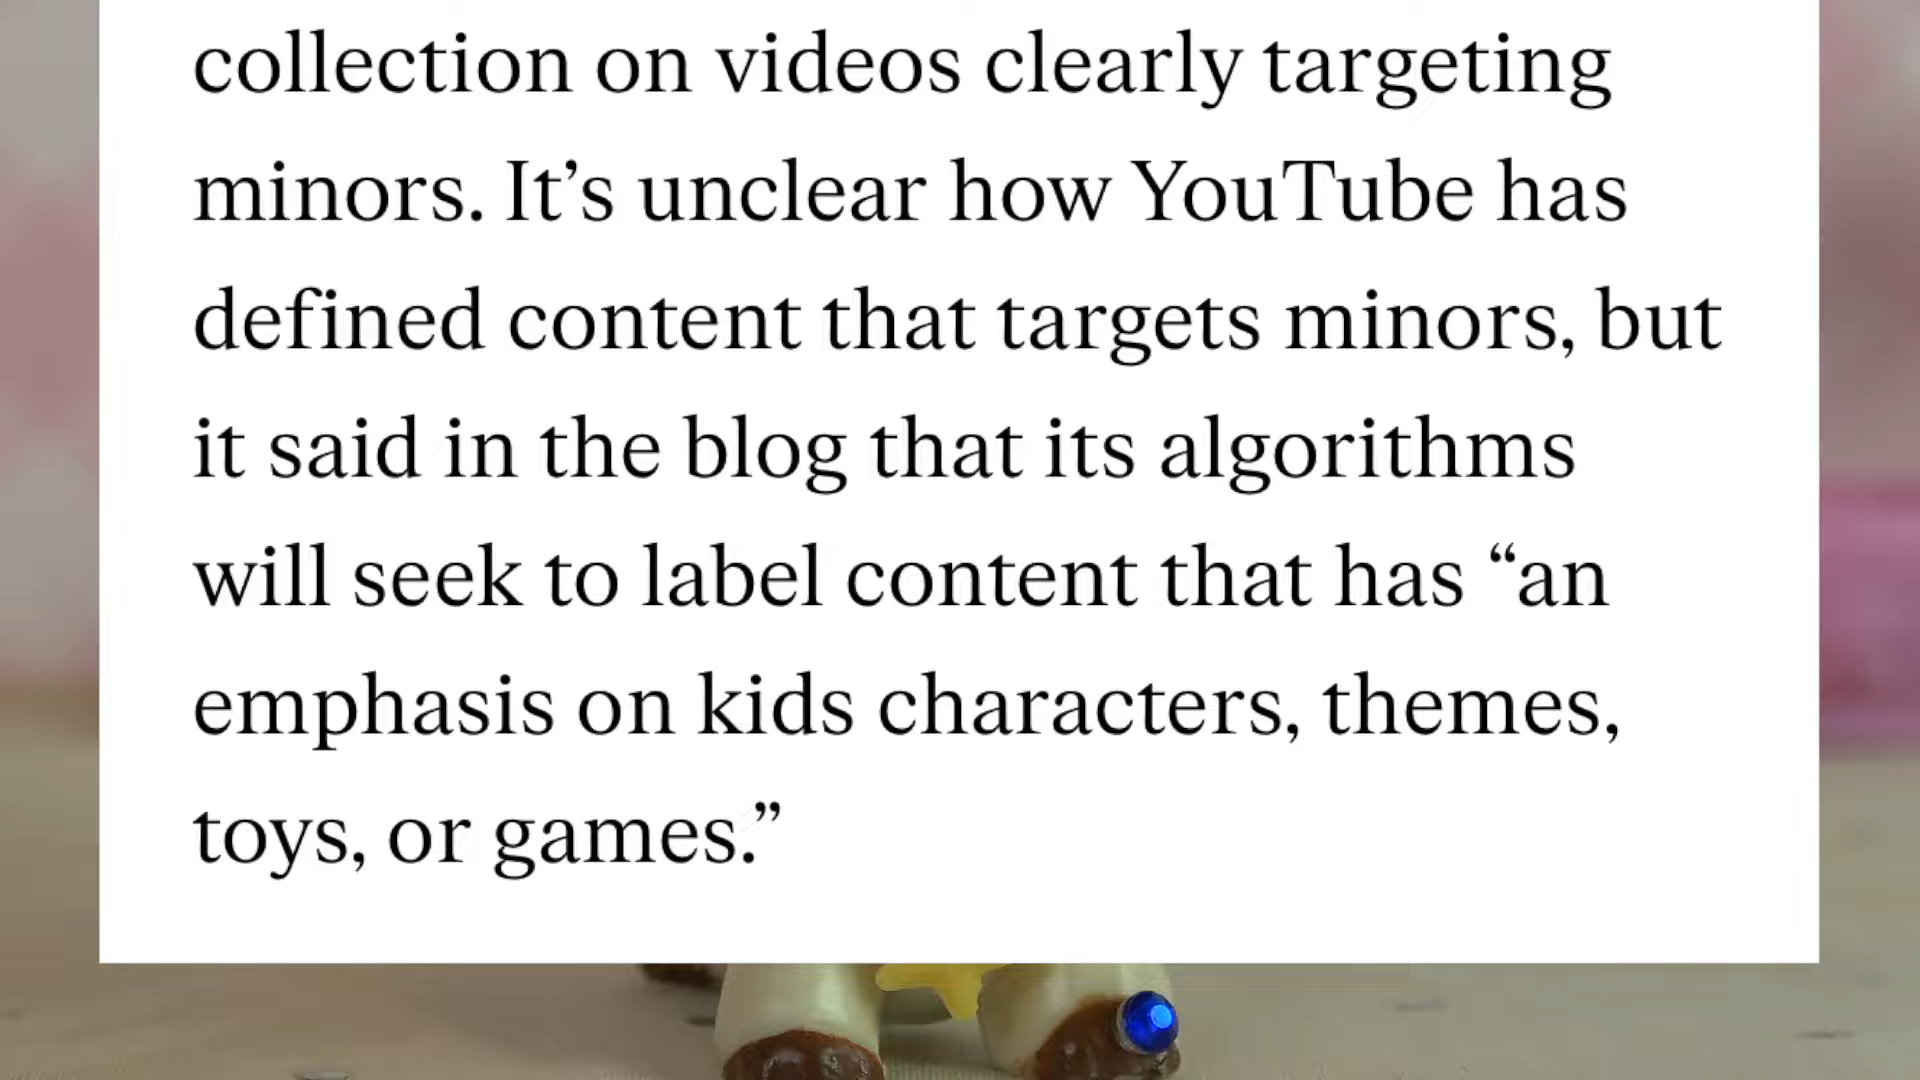 collection on videos clearly targeting
minors. It’s unclear how YouTube has
defined content that targets minors, but
it said in the blog that its algorithms
will seek to label content that has “an
emphasis on kids characters, themes,
toys, or games.”